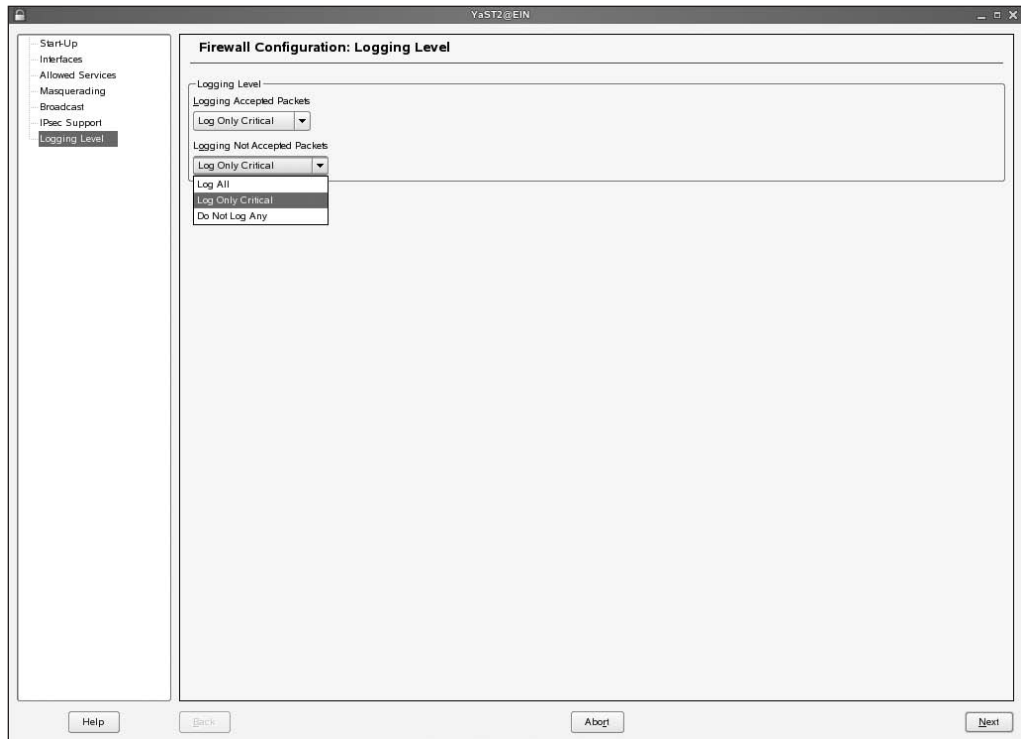 YaST2@EIN
Start-Up
Interfaces
Allowed Services
Masquerading
Broadcast
IPsec Support
Logging Level
Firewall Configuration: Logging Level
Logging Level
Logging Accepted Packets
Log Only Critical
Logging Not Accepted Packets
Log Only Critical
Log All
Log Only Critical
Do Not Log Any
Help
Back
Abort
Next